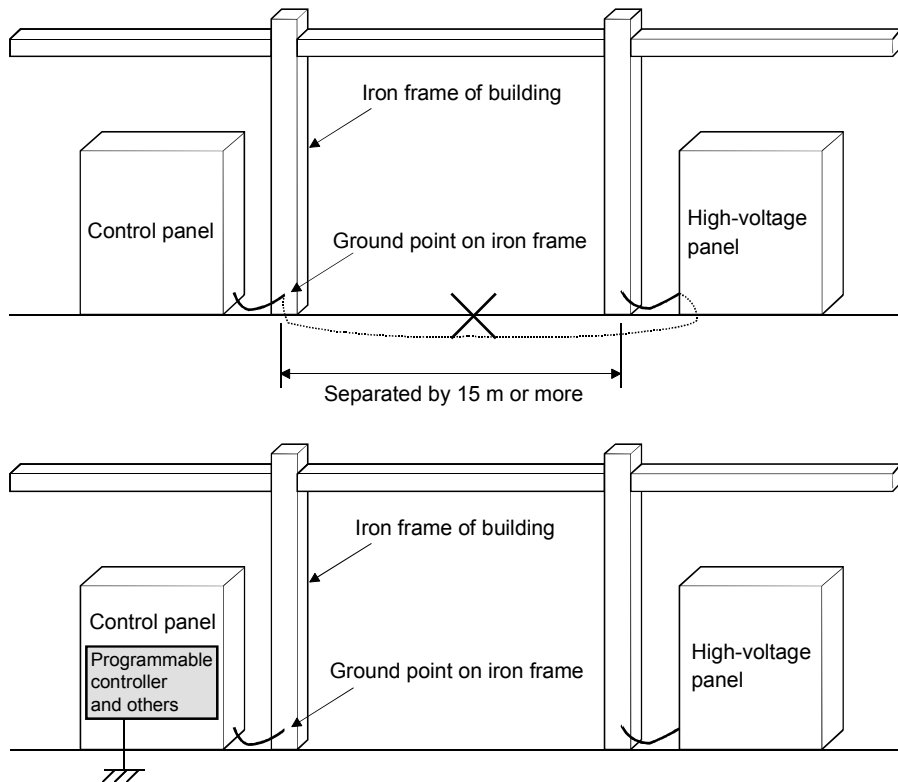 Iron frame of building
Control panel
High-voltage
panel
Ground point on iron frame
Separated by 15 m or more
Iron frame of building
Control panel
Programmable
controller
and others
High-voltage
panel
Ground point on iron frame